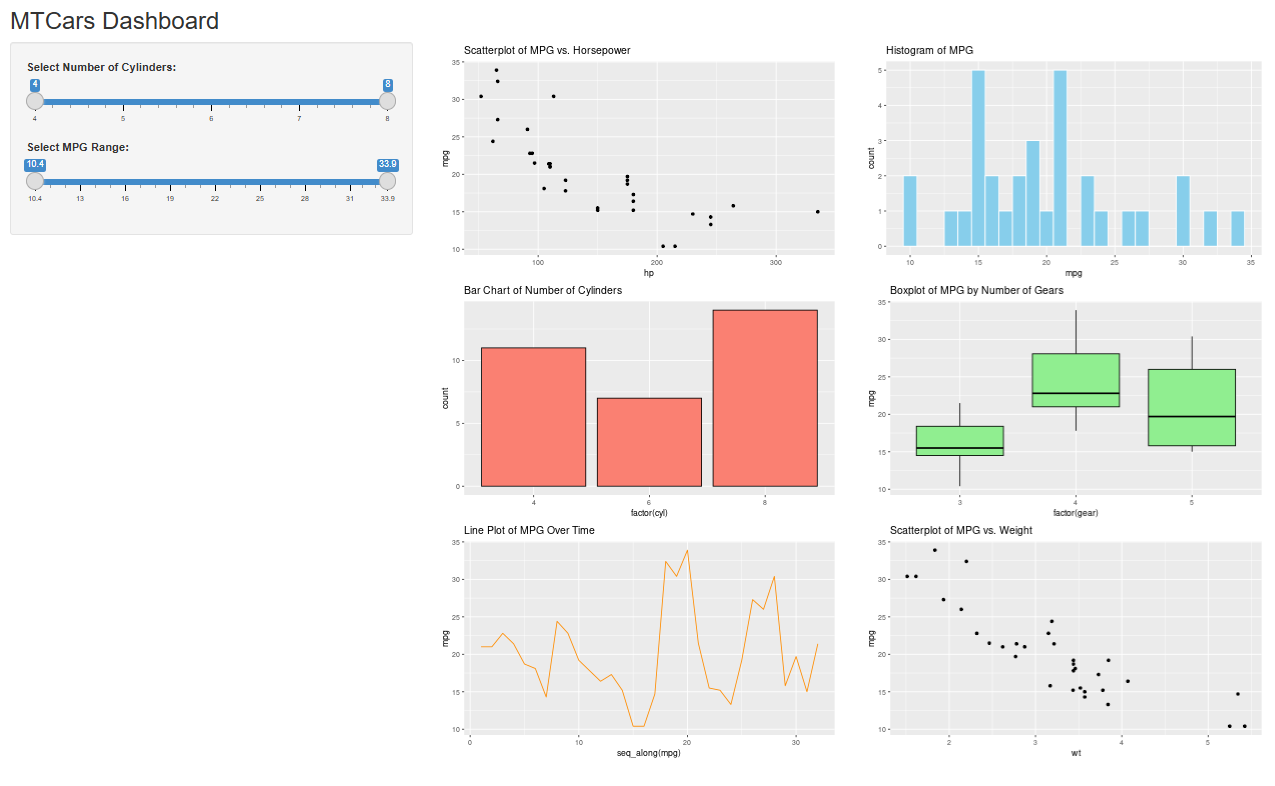 MTCars Dashboard
Select Number of Cylinders:
4 8
4 5 6 7 8
Select MPG Range:
10.4 33.9
10.4 13 16 19 22 25 28 31 33.9
Scatterplot of MPG vs. Horsepower
35
30
25
20
15
10
mpg
100 200 300
hp
Histogram of MPG
5
4
3
2
1
0
count
10 15 20 25 30 35
mpg
Bar Chart of Number of Cylinders
10
5
0
count
4 6 8
factor(cyl)
Boxplot of MPG by Number of Gears
35
30
25
20
15
10
mpg
3 4 5
factor(gear)
Line Plot of MPG Over Time
35
30
25
20
15
10
mpg
0 10 20 30
seq_along(mpg)
Scatterplot of MPG vs. Weight
35
30
25
20
15
10
mpg
2 3 4 5
wt